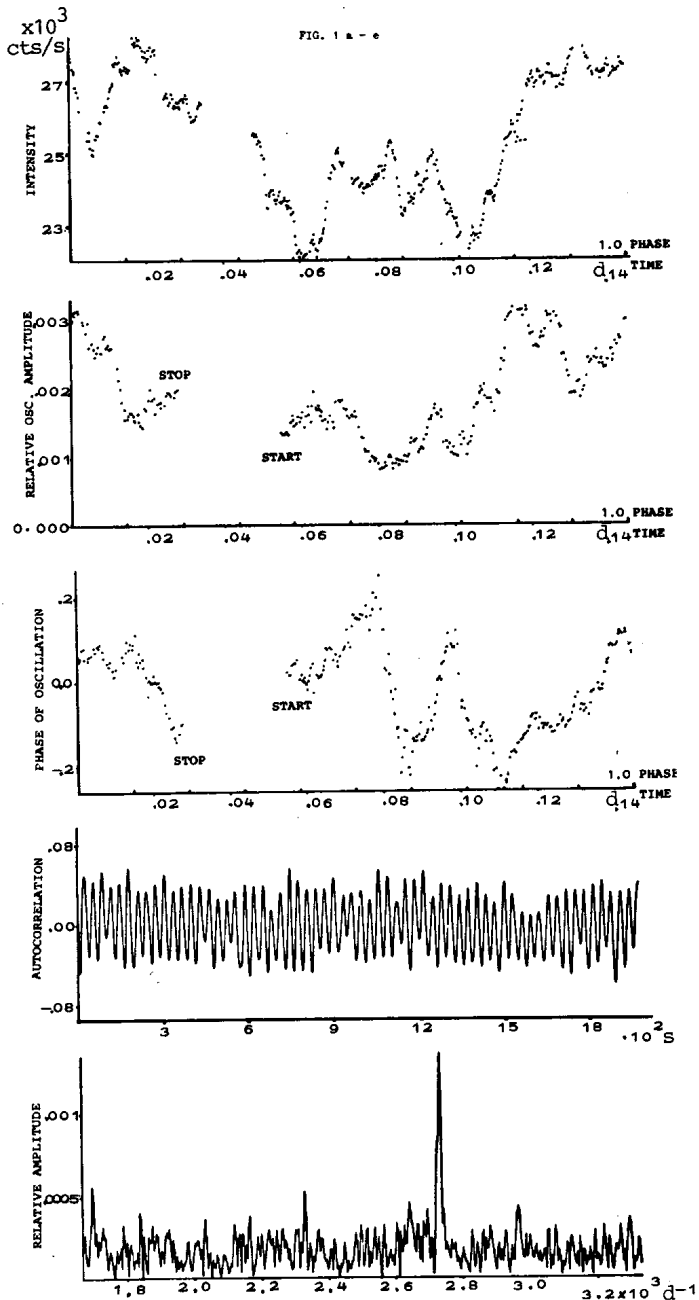 FIG. 1 a - e
x10³
cts/s
INTENSITY
27
25
23
1.0 PHASE
.02 .04 .06 .08 .10 .12 d.14 TIME
RELATIVE OSC. AMPLITUDE
.003
.002
.001
0.000
STOP
START
1.0 PHASE
.02 .04 .06 .08 .10 .12 d.14 TIME
PHASE OF OSCILLATION
.2
0.0
-.2
START
STOP
1.0 PHASE
.02 .04 .06 .08 .10 .12 d.14 TIME
AUTOCORRELATION
.08
.00
-.08
3 6 9 12 15 18 .10² S
RELATIVE AMPLITUDE
.001
.0005
1.8 2.0 2.2 2.4 2.6 2.8 3.0 3.2x10³ d⁻¹